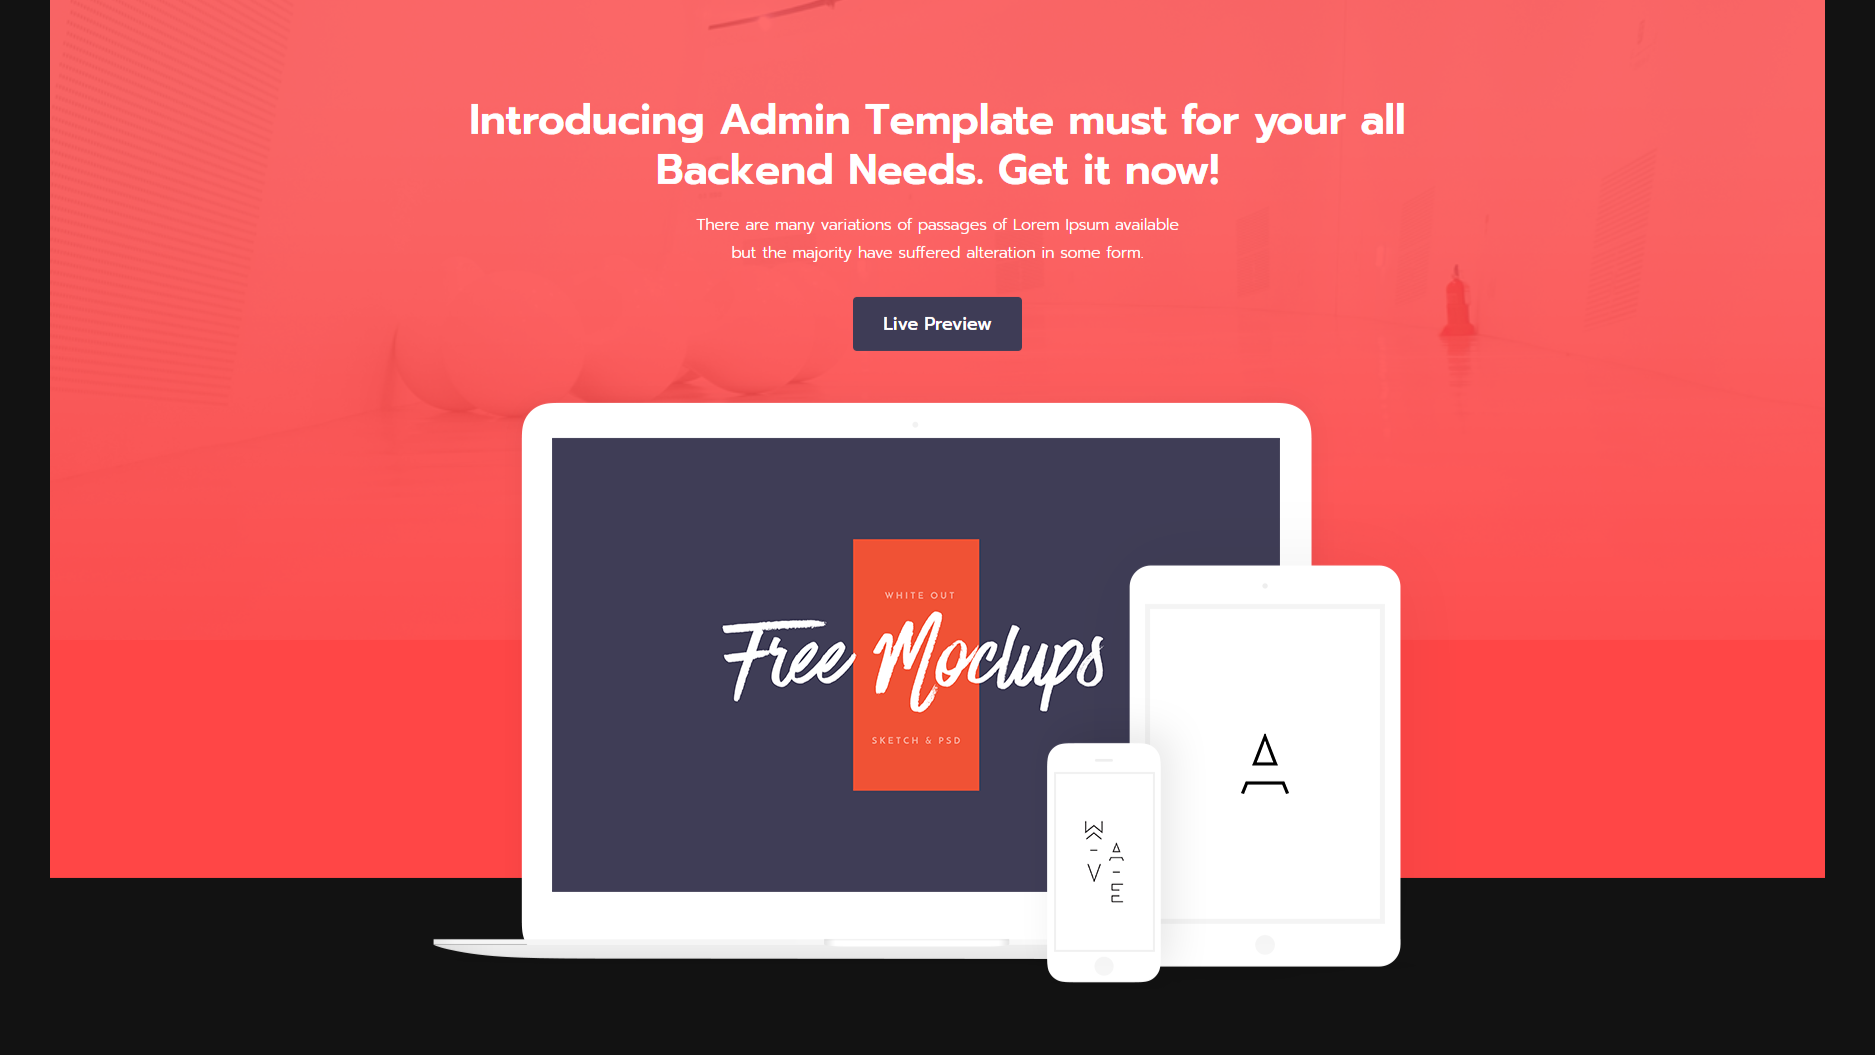 Introducing Admin Template must for your all
Backend Needs. Get it now!
There are many variations of passages of Lorem Ipsum available
but the majority have suffered alteration in some form.
Live Preview
WHITE OUT
Free Mockups
SKETCH & PSD
A
W
A
V
E